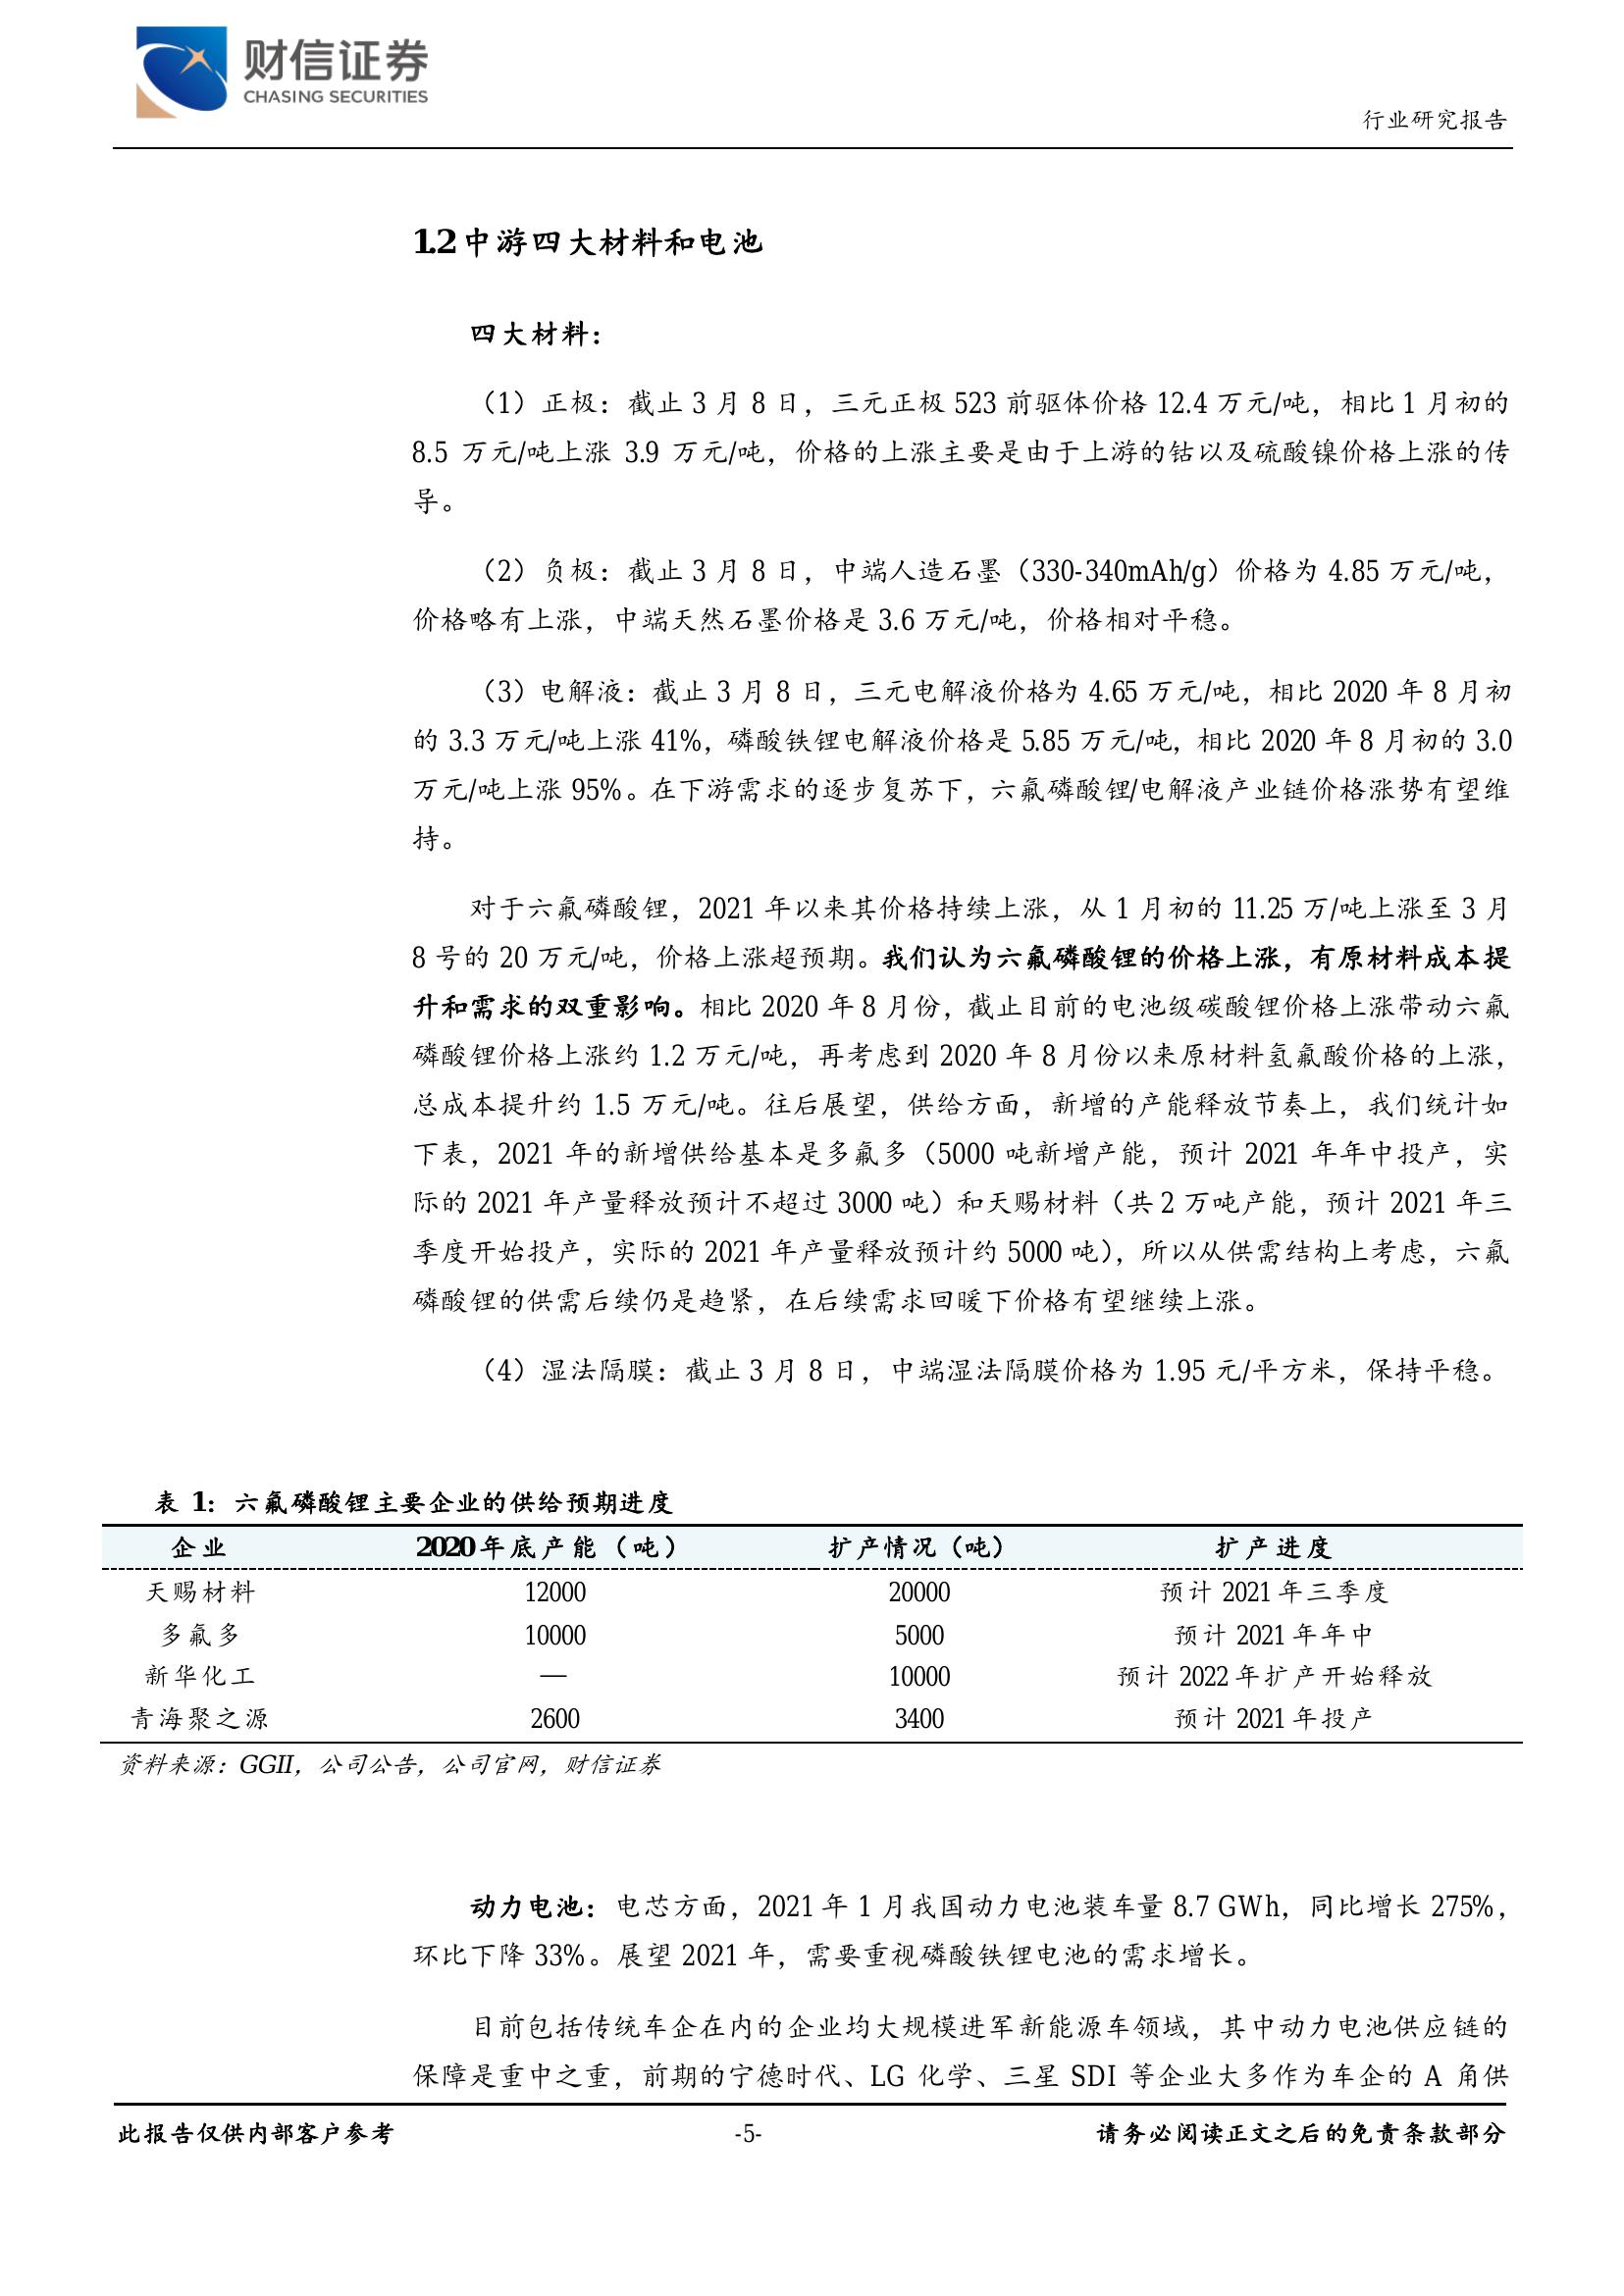 财信证券
CHASING SECURITIES
行业研究报告
1.2 中游四大材料和电池
四大材料：
（1）正极：截止 3 月 8 日，三元正极 523 前驱体价格 12.4 万元/吨，相比 1 月初的
8.5 万元/吨上涨 3.9 万元/吨，价格的上涨主要是由于上游的钴以及硫酸镍价格上涨的传
导。
（2）负极：截止 3 月 8 日，中端人造石墨（330-340mAh/g）价格为 4.85 万元/吨，
价格略有上涨，中端天然石墨价格是 3.6 万元/吨，价格相对平稳。
（3）电解液：截止 3 月 8 日，三元电解液价格为 4.65 万元/吨，相比 2020 年 8 月初
的 3.3 万元/吨上涨 41%，磷酸铁锂电解液价格是 5.85 万元/吨，相比 2020 年 8 月初的 3.0
万元/吨上涨 95%。在下游需求的逐步复苏下，六氟磷酸锂/电解液产业链价格涨势有望维
持。
对于六氟磷酸锂，2021 年以来其价格持续上涨，从 1 月初的 11.25 万/吨上涨至 3 月
8 号的 20 万元/吨，价格上涨超预期。我们认为六氟磷酸锂的价格上涨，有原材料成本提
升和需求的双重影响。相比 2020 年 8 月份，截止目前的电池级碳酸锂价格上涨带动六氟
磷酸锂价格上涨约 1.2 万元/吨，再考虑到 2020 年 8 月份以来原材料氢氟酸价格的上涨，
总成本提升约 1.5 万元/吨。往后展望，供给方面，新增的产能释放节奏上，我们统计如
下表，2021 年的新增供给基本是多氟多（5000 吨新增产能，预计 2021 年年中投产，实
际的 2021 年产量释放预计不超过 3000 吨）和天赐材料（共 2 万吨产能，预计 2021 年三
季度开始投产，实际的 2021 年产量释放预计约 5000 吨），所以从供需结构上考虑，六氟
磷酸锂的供需后续仍是趋紧，在后续需求回暖下价格有望继续上涨。
（4）湿法隔膜：截止 3 月 8 日，中端湿法隔膜价格为 1.95 元/平方米，保持平稳。
表 1：六氟磷酸锂主要企业的供给预期进度
企业 2020 年底产能（吨） 扩产情况（吨） 扩产进度
天赐材料 12000 20000 预计 2021 年三季度
多氟多 10000 5000 预计 2021 年年中
新华化工 — 10000 预计 2022 年扩产开始释放
青海聚之源 2600 3400 预计 2021 年投产
资料来源：GGII，公司公告，公司官网，财信证券
动力电池：电芯方面，2021 年 1 月我国动力电池装车量 8.7 GWh，同比增长 275%，
环比下降 33%。展望 2021 年，需要重视磷酸铁锂电池的需求增长。
目前包括传统车企在内的企业均大规模进军新能源车领域，其中动力电池供应链的
保障是重中之重，前期的宁德时代、LG 化学、三星 SDI 等企业大多作为车企的 A 角供
此报告仅供内部客户参考 -5- 请务必阅读正文之后的免责条款部分